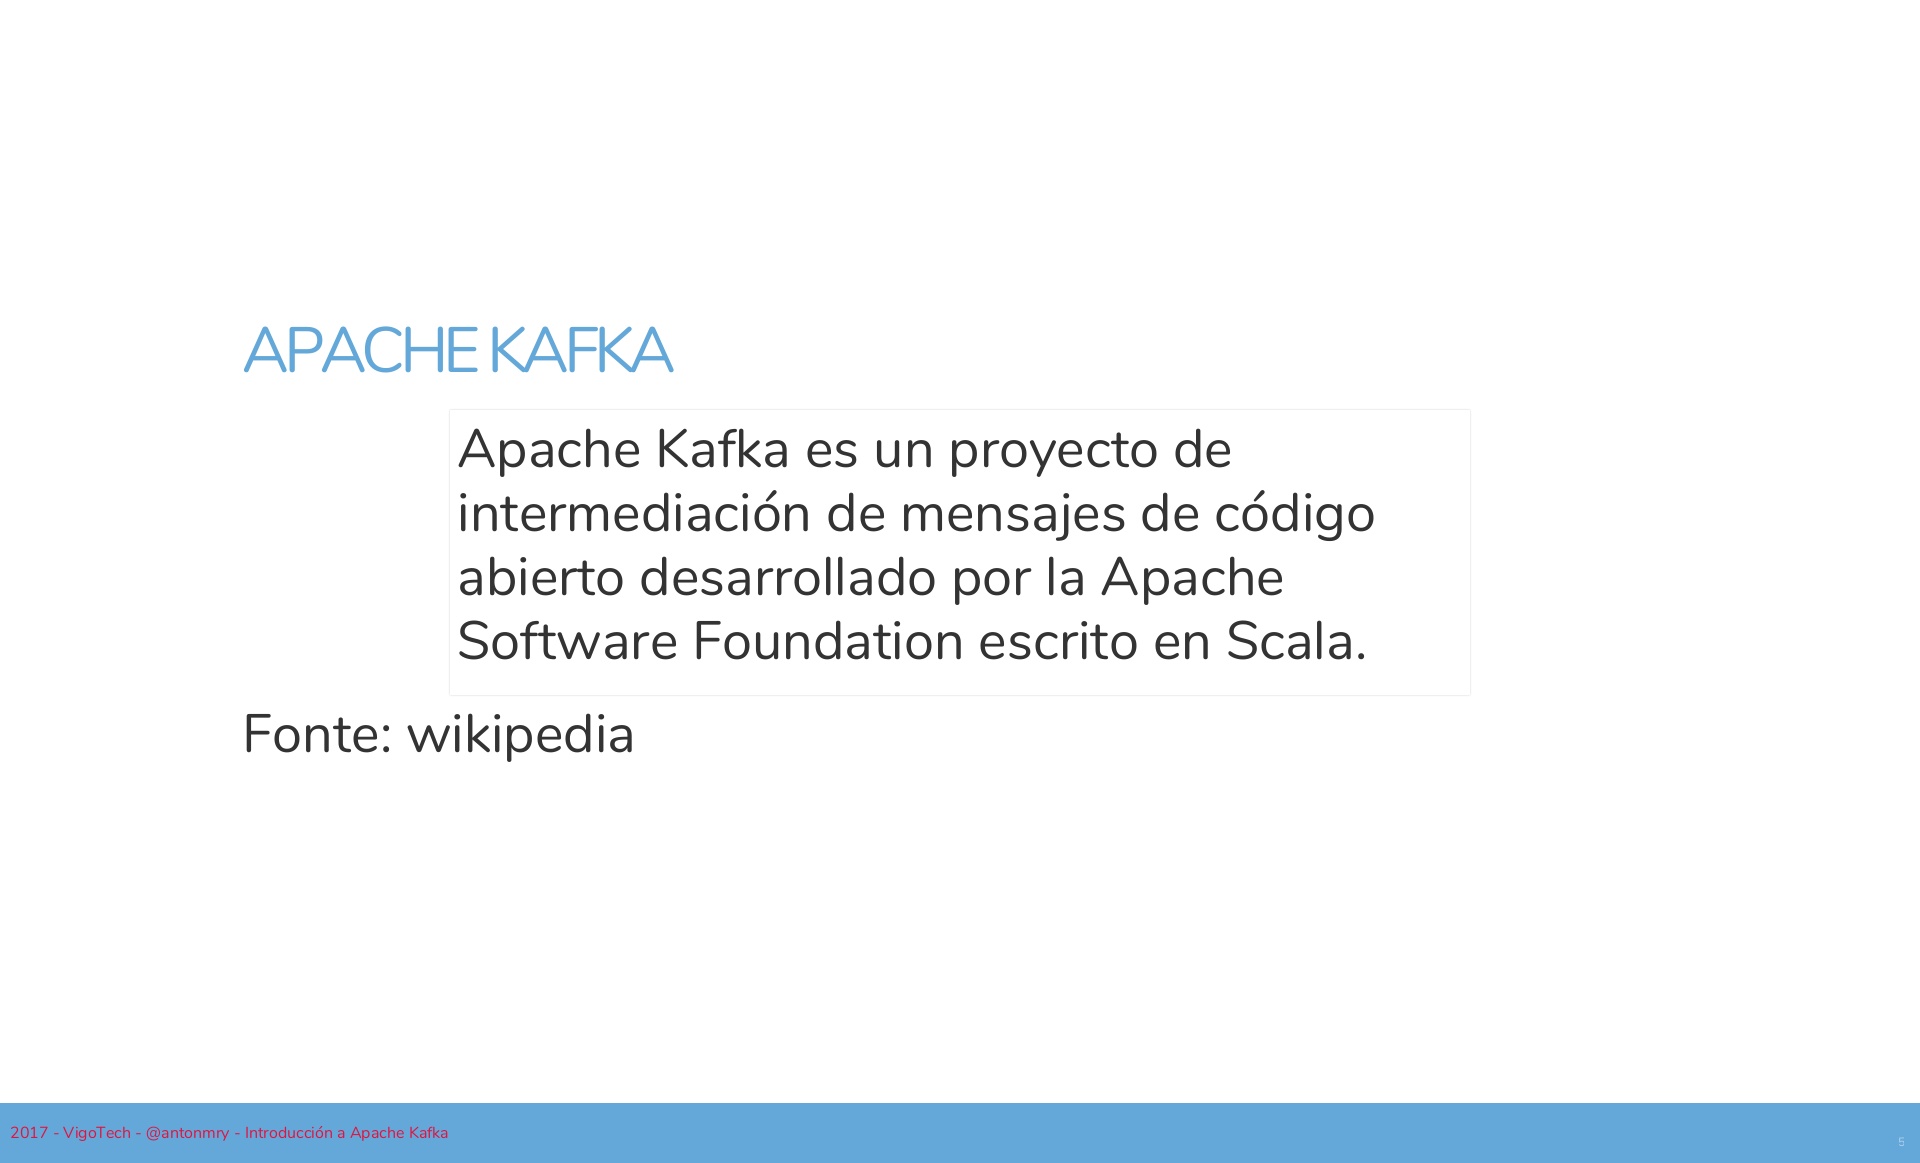 APACHE KAFKA
Apache Kafka es un proyecto de
intermediación de mensajes de código
abierto desarrollado por la Apache
Software Foundation escrito en Scala.
Fonte: wikipedia
2017 - VigoTech - @antonmry - Introducción a Apache Kafka
5